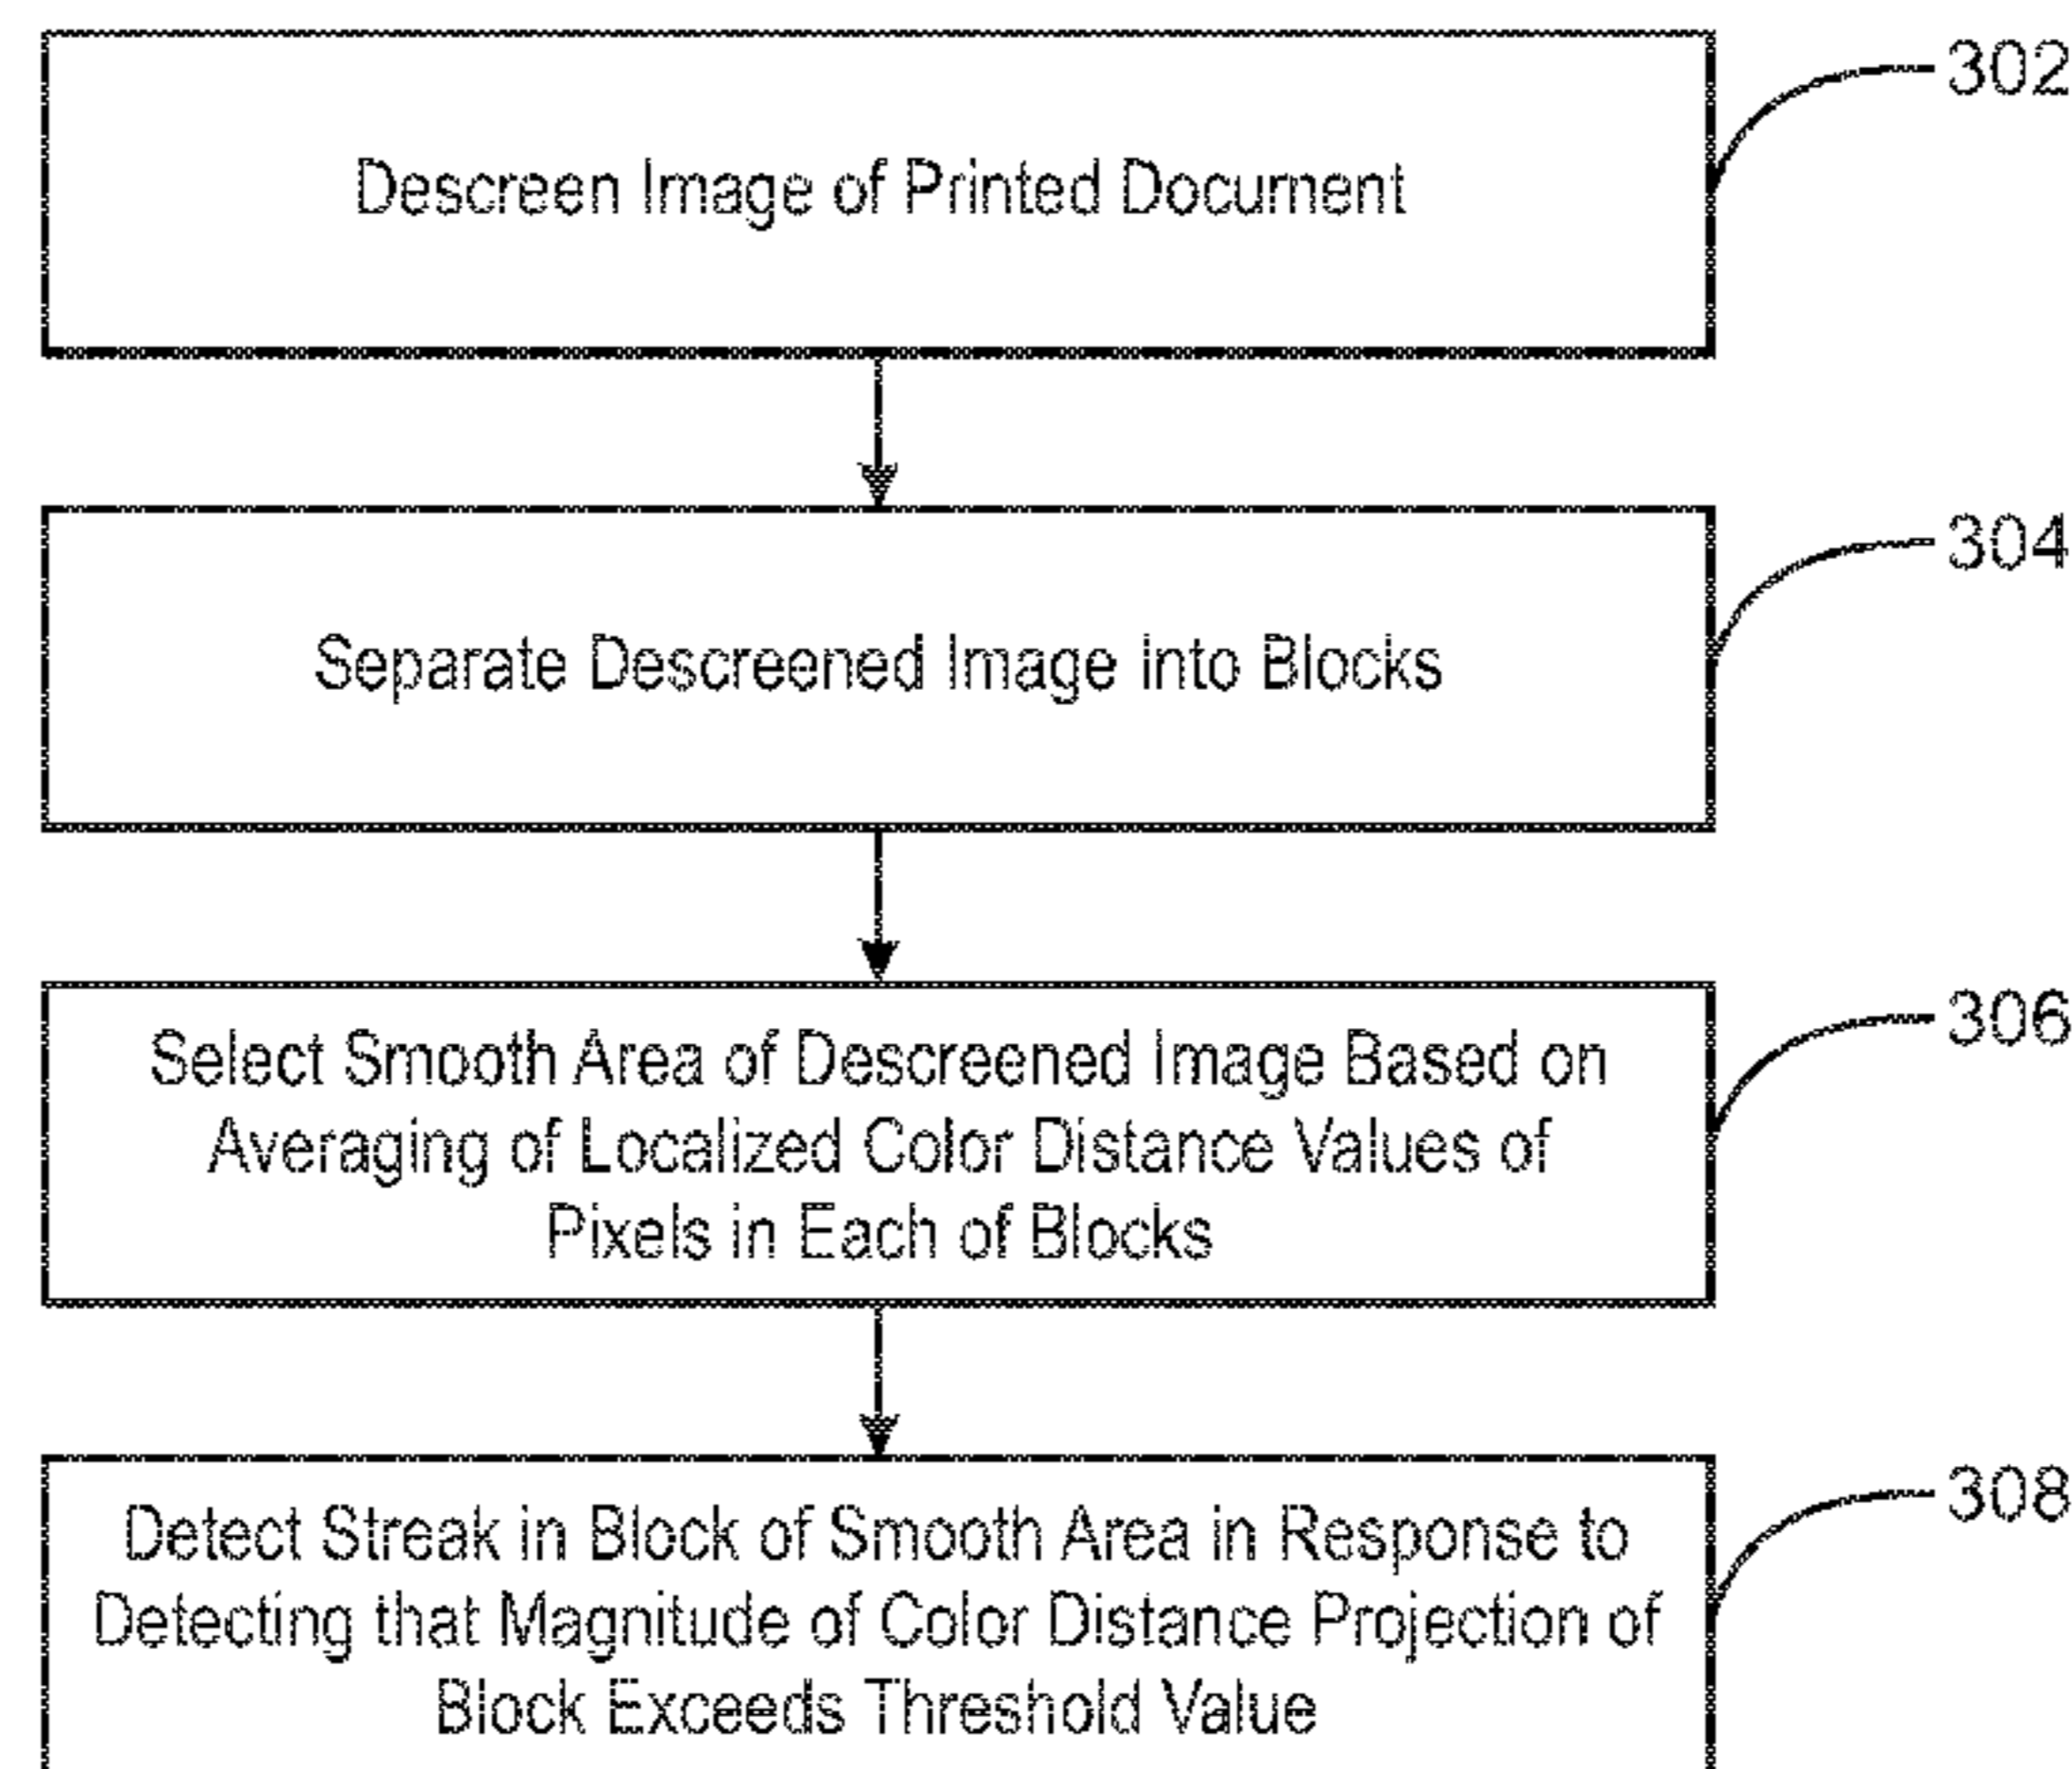 302
Descreen Image of Printed Document
304
Separate Descreened Image into Blocks
306
Select Smooth Area of Descreened Image Based on
Averaging of Localized Color Distance Values of
Pixels in Each of Blocks
308
Detect Streak in Block of Smooth Area in Response to
Detecting that Magnitude of Color Distance Projection of
Block Exceeds Threshold Value